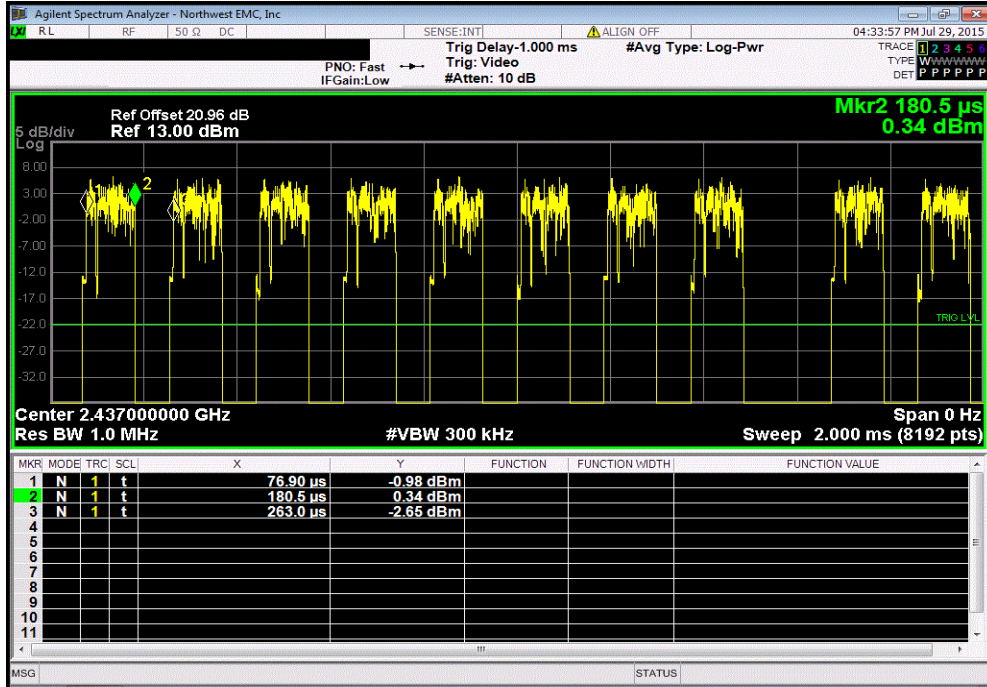 Agilent Spectrum Analyzer - Northwest EMC, Inc
LXI RL RF 50 Ω DC SENSE:INT ALIGN OFF 04:33:57 PM Jul 29, 2015
Trig Delay-1.000 ms #Avg Type: Log-Pwr TRACE 1 2 3 4 5 6
PNO: Fast Trig: Video TYPE WWWWWW
IFGain:Low #Atten: 10 dB DET P P P P P P
Mkr2 180.5 µs
0.34 dBm
Ref Offset 20.96 dB
5 dB/div Ref 13.00 dBm
Log
8.00
3.00
-2.00
-7.00
-12.0
-17.0
-22.0
-27.0
-32.0
2
TRIG LVL
Center 2.437000000 GHz Span 0 Hz
Res BW 1.0 MHz #VBW 300 kHz Sweep 2.000 ms (8192 pts)
MKR MODE TRC SCL X Y FUNCTION FUNCTION WIDTH FUNCTION VALUE
1 N 1 t 76.90 µs -0.98 dBm
2 N 1 t 180.5 µs 0.34 dBm
3 N 1 t 263.0 µs -2.65 dBm
4
5
6
7
8
9
10
11
MSG STATUS